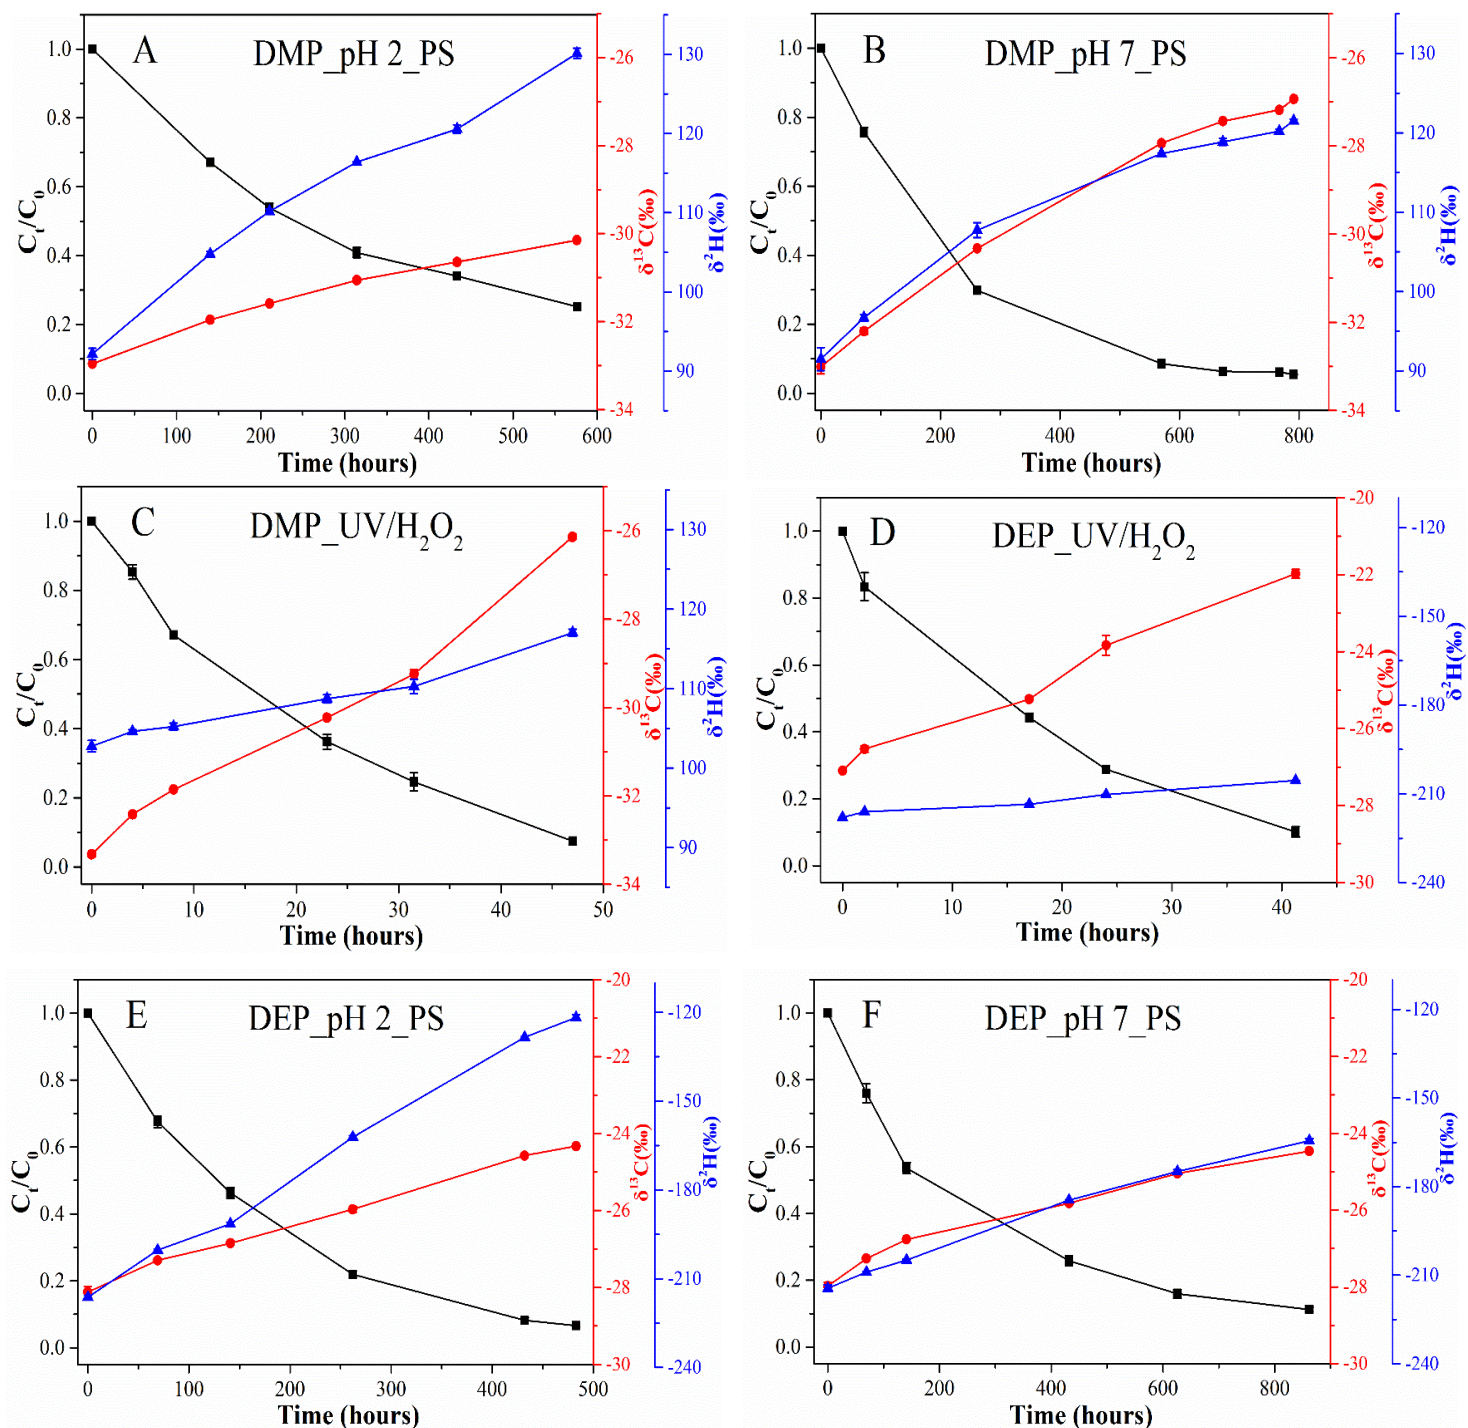 A DMP_pH 2_PS
1.0
0.8
0.6
0.4
0.2
0.0
C_t/C_0
0 100 200 300 400 500 600
Time (hours)
-26
-28
-30
-32
-34
δ¹³C(‰)
130
120
110
100
90
δ²H(‰)
B DMP_pH 7_PS
1.0
0.8
0.6
0.4
0.2
0.0
C_t/C_0
0 200 400 600 800
Time (hours)
-26
-28
-30
-32
-34
δ¹³C(‰)
130
120
110
100
90
δ²H(‰)
C DMP_UV/H₂O₂
1.0
0.8
0.6
0.4
0.2
0.0
C_t/C_0
0 10 20 30 40 50
Time (hours)
-26
-28
-30
-32
-34
δ¹³C(‰)
130
120
110
100
90
δ²H(‰)
D DEP_UV/H₂O₂
1.0
0.8
0.6
0.4
0.2
0.0
C_t/C_0
0 10 20 30 40
Time (hours)
-20
-22
-24
-26
-28
-30
δ¹³C(‰)
-120
-150
-180
-210
-240
δ²H(‰)
E DEP_pH 2_PS
1.0
0.8
0.6
0.4
0.2
0.0
C_t/C_0
0 100 200 300 400 500
Time (hours)
-20
-22
-24
-26
-28
-30
δ¹³C(‰)
-120
-150
-180
-210
-240
δ²H(‰)
F DEP_pH 7_PS
1.0
0.8
0.6
0.4
0.2
0.0
C_t/C_0
0 200 400 600 800
Time (hours)
-20
-22
-24
-26
-28
-30
δ¹³C(‰)
-120
-150
-180
-210
-240
δ²H(‰)